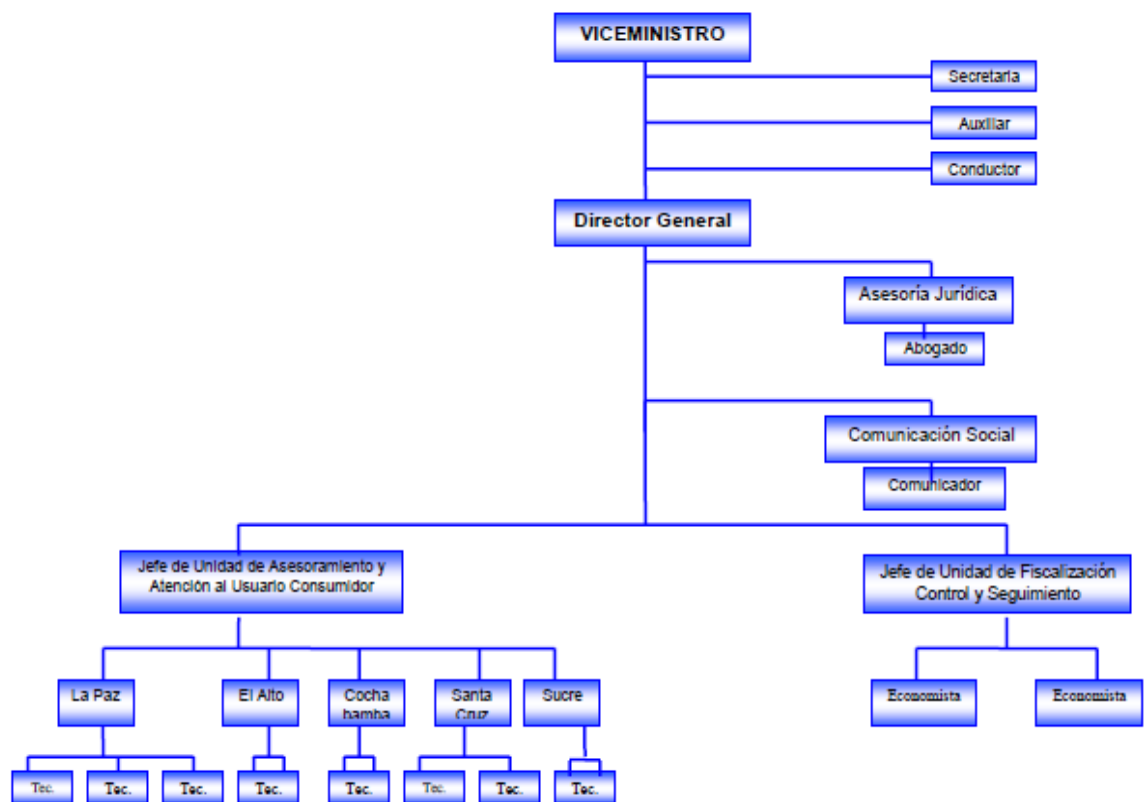 VICEMINISTRO
Secretaria
Auxiliar
Conductor
Director General
Asesoría Jurídica
Abogado
Comunicación Social
Comunicador
Jefe de Unidad de Asesoramiento y
Atención al Usuario Consumidor
Jefe de Unidad de Fiscalización
Control y Seguimiento
La Paz
El Alto
Cocha
bamba
Santa
Cruz
Sucre
Economista
Economista
Tec.
Tec.
Tec.
Tec.
Tec.
Tec.
Tec.
Tec.